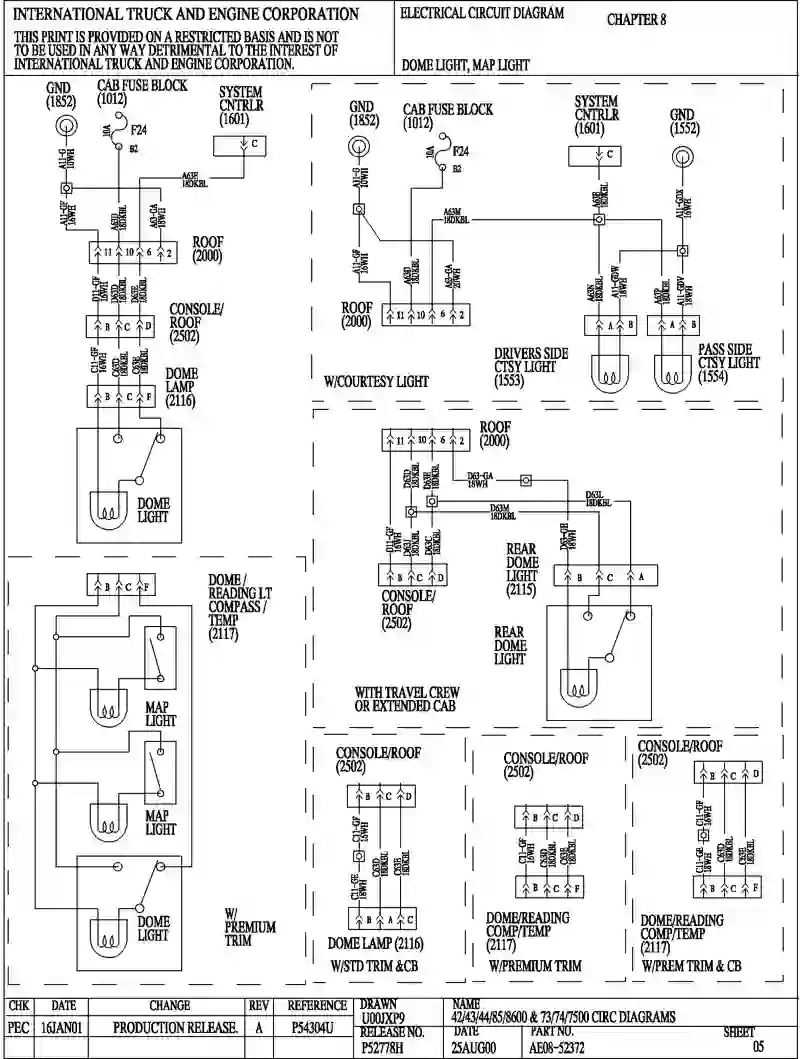 INTERNATIONAL TRUCK AND ENGINE CORPORATION
THIS PRINT IS PROVIDED ON A RESTRICTED BASIS AND IS NOT
TO BE USED IN ANY WAY DETRIMENTAL TO THE INTEREST OF
INTERNATIONAL TRUCK AND ENGINE CORPORATION.
ELECTRICAL CIRCUIT DIAGRAM
CHAPTER 8
DOME LIGHT, MAP LIGHT
GND
(1852)
CAB FUSE BLOCK
(1012)
SYSTEM
CNTRLR
(1601)
10A
F24
B2
C
A11-G
10WH
A63E
18DKBL
A11-GF
16WH
A63D
18DKBL
A63-GA
18WH
11 10 6 2
ROOF
(2000)
D11-GF
16WH
D63D
18DKBL
D63E
18DKBL
B C D
CONSOLE/
ROOF
(2502)
C11-GF
16WH
C63D
18DKBL
C63E
18DKBL
B C F
DOME
LAMP
(2116)
DOME
LIGHT
GND
(1852)
CAB FUSE BLOCK
(1012)
SYSTEM
CNTRLR
(1601)
GND
(1552)
10A
F24
B2
C
A11-G
10WH
A63E
18DKBL
A11-GDX
16WH
A63M
18DKBL
A11-GF
16WH
A63D
18DKBL
A63-GA
20WH
A63N
18DKBL
A11-GDW
18WH
A63P
18DKBL
A11-GDV
18WH
ROOF
(2000)
11 10 6 2
A B
A B
DRIVERS SIDE
CTSY LIGHT
(1553)
PASS SIDE
CTSY LIGHT
(1554)
W/COURTESY LIGHT
11 10 6 2
ROOF
(2000)
D63D
18DKBL
D63E
18DKBL
D63-GA
18WH
D63L
18DKBL
D63M
18DKBL
D11-GF
16WH
D63J
18DKBL
D63C
18DKBL
D63-GH
18WH
B C D
CONSOLE/
ROOF
(2502)
REAR
DOME
LIGHT
(2115)
B C A
REAR
DOME
LIGHT
WITH TRAVEL CREW
OR EXTENDED CAB
B C F
DOME /
READING LT
COMPASS /
TEMP
(2117)
MAP
LIGHT
MAP
LIGHT
DOME
LIGHT
W/
PREMIUM
TRIM
CONSOLE/ROOF
(2502)
B C D
C11-GF
16WH
C11-GE
18WH
C63D
18DKBL
C63E
18DKBL
B A C
DOME LAMP (2116)
W/STD TRIM &CB
CONSOLE/ROOF
(2502)
B C D
C11-GF
16WH
C63D
18DKBL
C63E
18DKBL
B C F
DOME/READING
COMP/TEMP
(2117)
W/PREMIUM TRIM
CONSOLE/ROOF
(2502)
B C D
C11-GF
16WH
C11-GE
18WH
C63D
18DKBL
C63E
18DKBL
B C F
DOME/READING
COMP/TEMP
(2117)
W/PREM TRIM & CB
CHK DATE CHANGE REV REFERENCE
PEC 16JAN01 PRODUCTION RELEASE. A P54304U
DRAWN
U00JXP9
NAME
42/43/44/85/8600 & 73/74/7500 CIRC DIAGRAMS
RELEASE NO.
P52778H
DATE
25AUG00
PART NO.
AE08-52372
SHEET
05